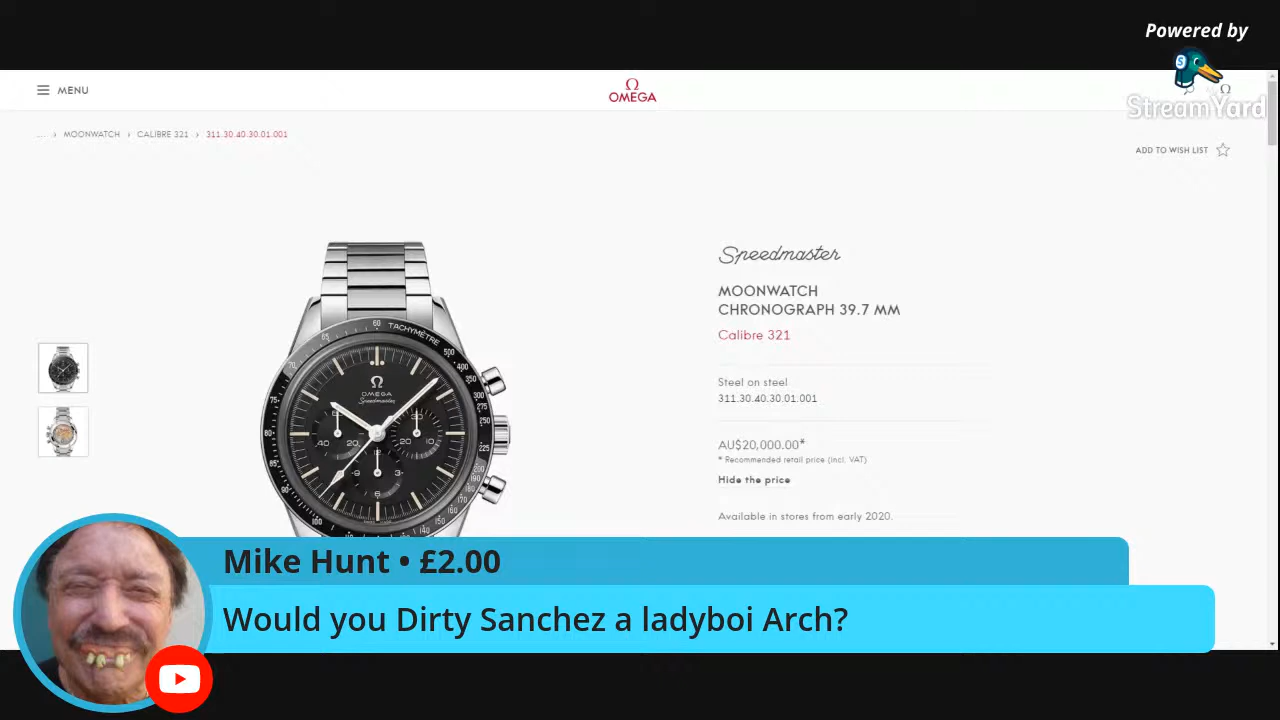 Powered by
StreamYard
MENU
OMEGA
... › MOONWATCH › CALIBRE 321 › 311.30.40.30.01.001
ADD TO WISH LIST
Speedmaster
MOONWATCH
CHRONOGRAPH 39.7 MM
Calibre 321
Steel on steel
311.30.40.30.01.001
AU$20,000.00*
* Recommended retail price (incl. VAT)
Hide the price
Available in stores from early 2020.
TACHYMÈTRE
OMEGA
Speedmaster
Mike Hunt • £2.00
Would you Dirty Sanchez a ladyboi Arch?